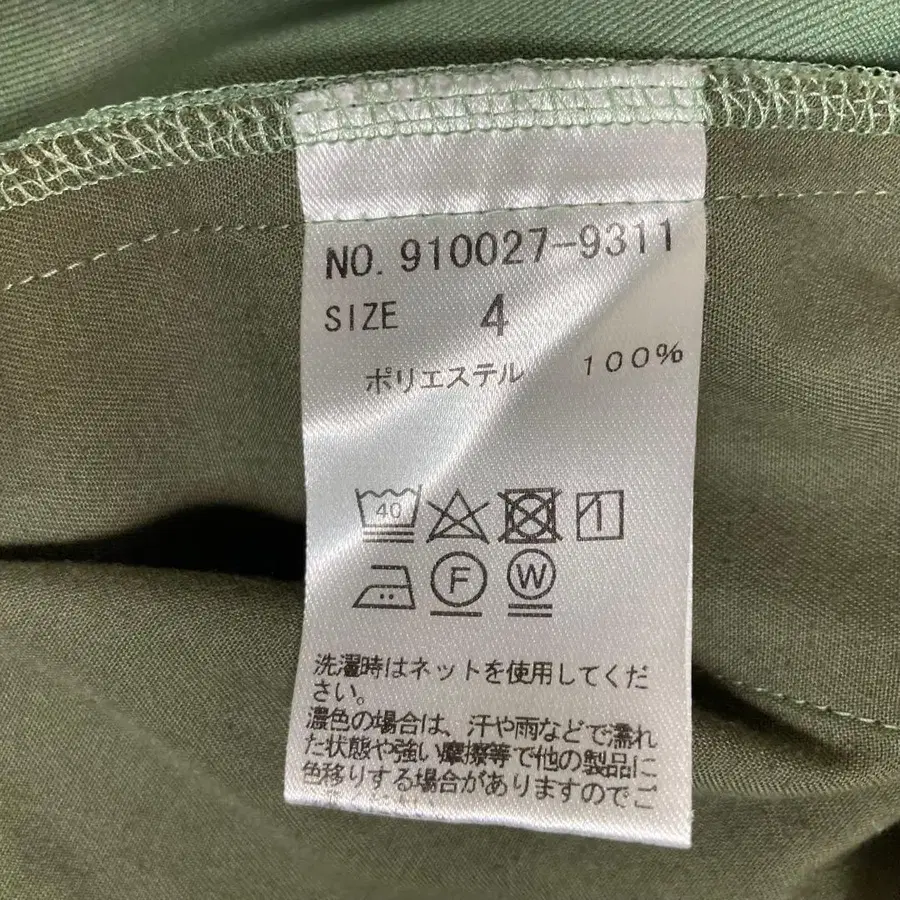 NO. 910027-9311
SIZE 4
ポリエステル 100%
40
F W
洗濯時はネットを使用してくだ
さい。
濃色の場合は、汗や雨などで濡れ
た状態や強い摩擦等で他の製品に
色移りする場合がありますのでご